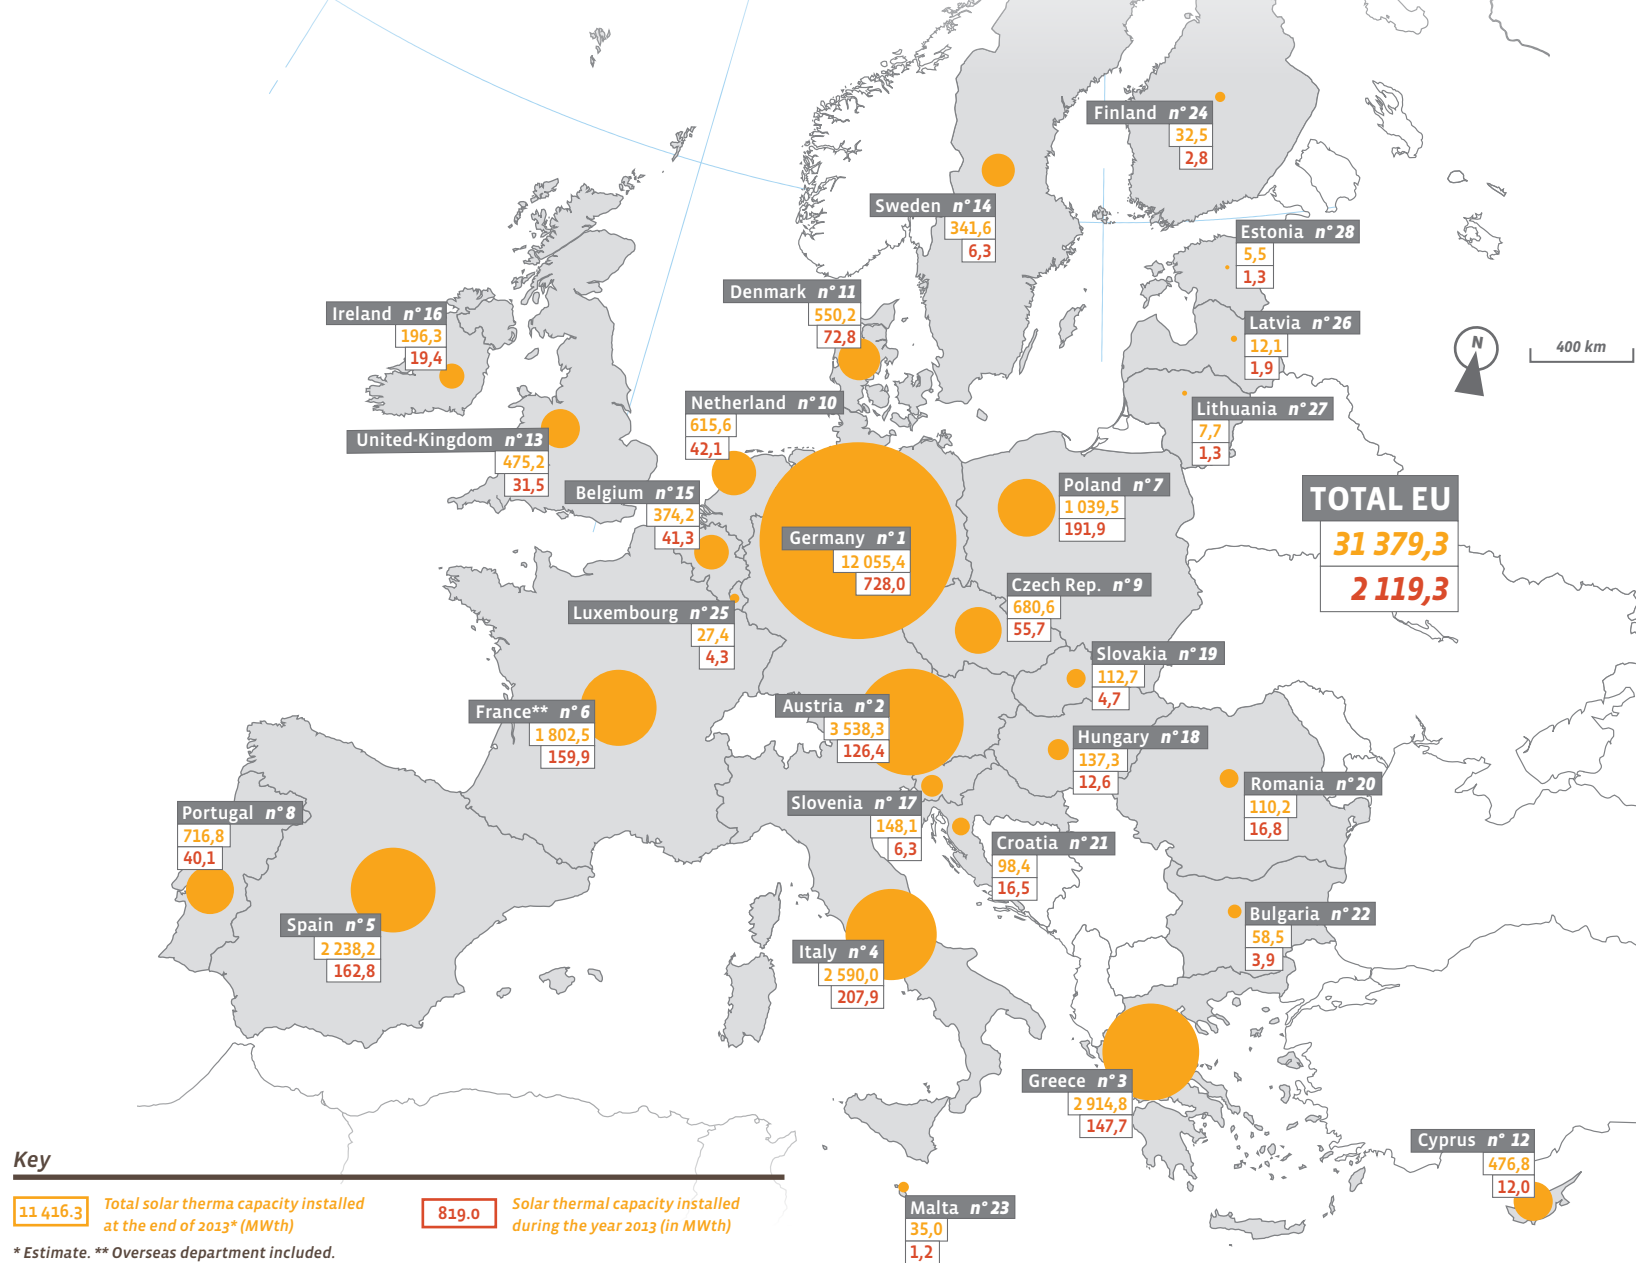 Finland n° 24
32,5
2,8
Sweden n° 14
341,6
6,3
Estonia n° 28
5,5
1,3
Denmark n° 11
550,2
72,8
Ireland n° 16
196,3
19,4
Latvia n° 26
12,1
1,9
N
400 km
Netherland n° 10
615,6
42,1
Lithuania n° 27
7,7
1,3
United-Kingdom n° 13
475,2
31,5
Belgium n° 15
374,2
41,3
Poland n° 7
1 039,5
191,9
TOTAL EU
31 379,3
2 119,3
Germany n° 1
12 055,4
728,0
Czech Rep. n° 9
680,6
55,7
Luxembourg n° 25
27,4
4,3
Slovakia n° 19
112,7
4,7
France** n° 6
1 802,5
159,9
Austria n° 2
3 538,3
126,4
Hungary n° 18
137,3
12,6
Romania n° 20
110,2
16,8
Portugal n° 8
716,8
40,1
Slovenia n° 17
148,1
6,3
Croatia n° 21
98,4
16,5
Spain n° 5
2 238,2
162,8
Italy n° 4
2 590,0
207,9
Bulgaria n° 22
58,5
3,9
Greece n° 3
2 914,8
147,7
Cyprus n° 12
476,8
12,0
Malta n° 23
35,0
1,2
Key
11 416.3
Total solar therma capacity installed
at the end of 2013* (MWth)
819.0
Solar thermal capacity installed
during the year 2013 (in MWth)
* Estimate. ** Overseas department included.